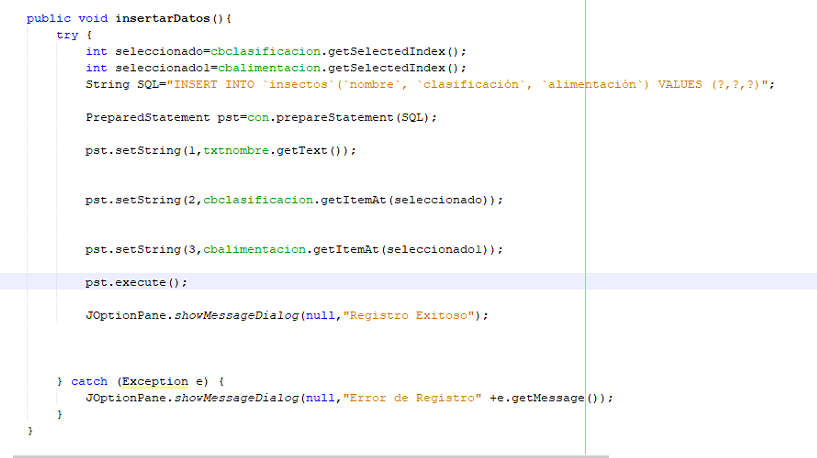 public void insertarDatos(){
try {
int seleccionado=cbclasificacion.getSelectedIndex();
int seleccionado1=cbalimentacion.getSelectedIndex();
String SQL="INSERT INTO `insectos`(`nombre`, `clasificación`, `alimentación`) VALUES (?,?,?)";
PreparedStatement pst=con.prepareStatement(SQL);
pst.setString(1,txtnombre.getText());
pst.setString(2,cbclasificacion.getItemAt(seleccionado));
pst.setString(3,cbalimentacion.getItemAt(seleccionado1));
pst.execute();
JOptionPane.showMessageDialog(null,"Registro Exitoso");
} catch (Exception e) {
JOptionPane.showMessageDialog(null,"Error de Registro" +e.getMessage());
}
}